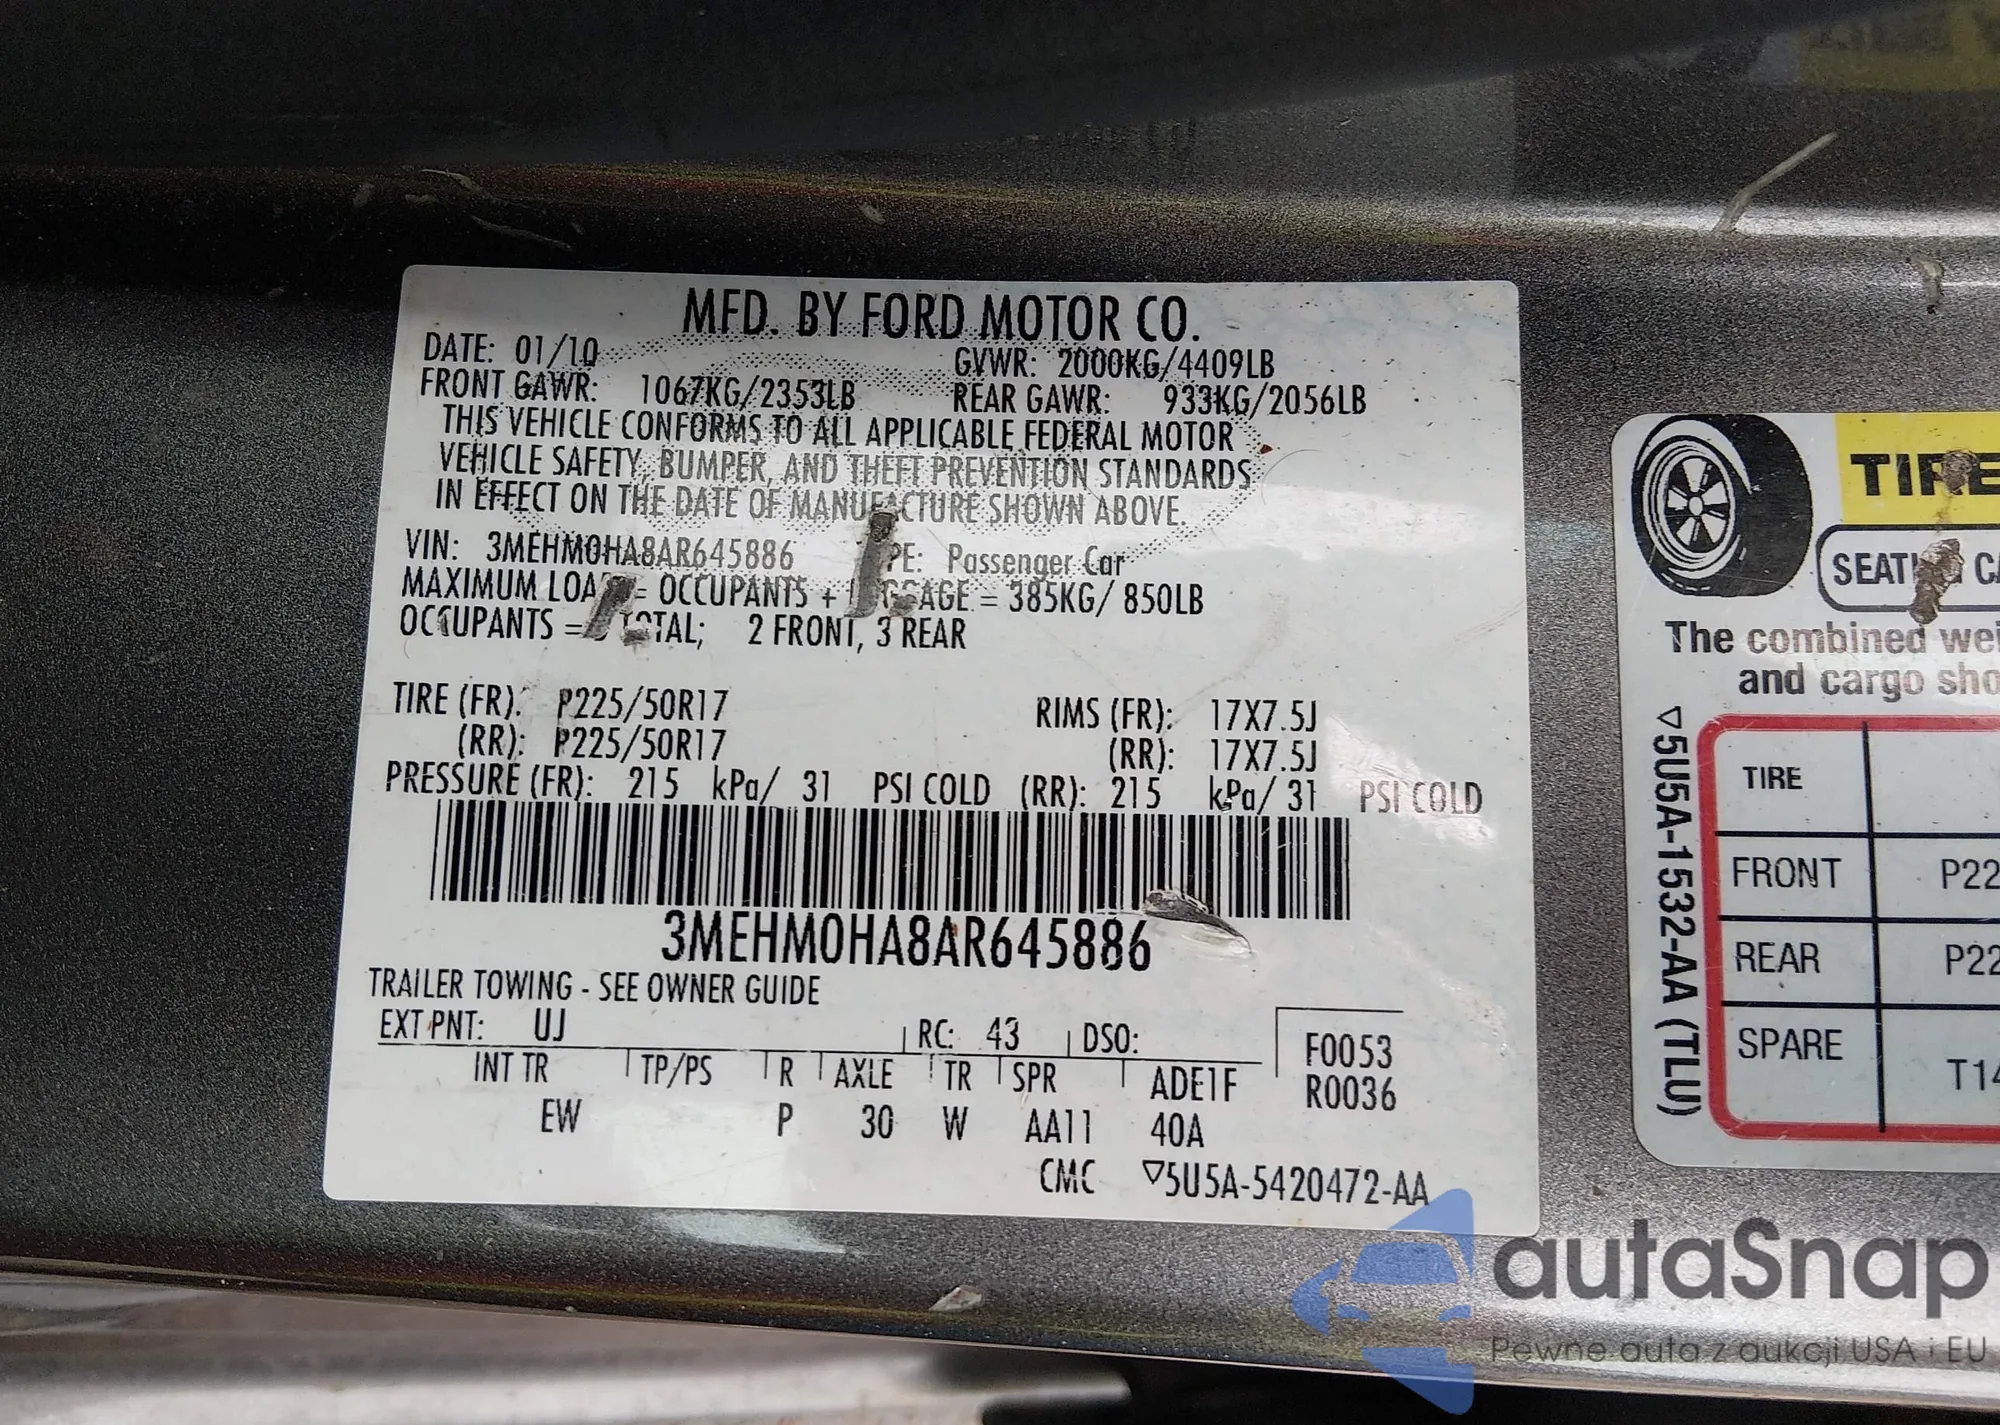 MFD. BY FORD MOTOR CO.
DATE: 01/10
GVWR: 2000KG/4409LB
FRONT GAWR: 1067KG/2353LB
REAR GAWR: 933KG/2056LB
THIS VEHICLE CONFORMS TO ALL APPLICABLE FEDERAL MOTOR
VEHICLE SAFETY, BUMPER, AND THEFT PREVENTION STANDARDS
IN EFFECT ON THE DATE OF MANUFACTURE SHOWN ABOVE.
VIN: 3MEHM0HA8AR645886 PE: Passenger Car
MAXIMUM LOAD = OCCUPANTS + LUGGAGE = 385KG/ 850LB
OCCUPANTS = TOTAL; 2 FRONT, 3 REAR
TIRE (FR): P225/50R17 RIMS (FR): 17X7.5J
(RR): P225/50R17 (RR): 17X7.5J
PRESSURE (FR): 215 kPa/ 31 PSI COLD (RR): 215 kPa/ 31 PSI COLD
3MEHM0HA8AR645886
TRAILER TOWING - SEE OWNER GUIDE
EXT PNT: UJ RC: 43 DSO:
F0053
R0036
INT TR TP/PS R AXLE TR SPR ADE1F
EW P 30 W AA11 40A
CMC ▽5U5A-5420472-AA
TIRE
SEATING CA
The combined wei
and cargo sho
▽5U5A-1532-AA (TLU)
TIRE
FRONT P22
REAR P22
SPARE T14
autaSnap
Pewne auta z aukcji USA i EU